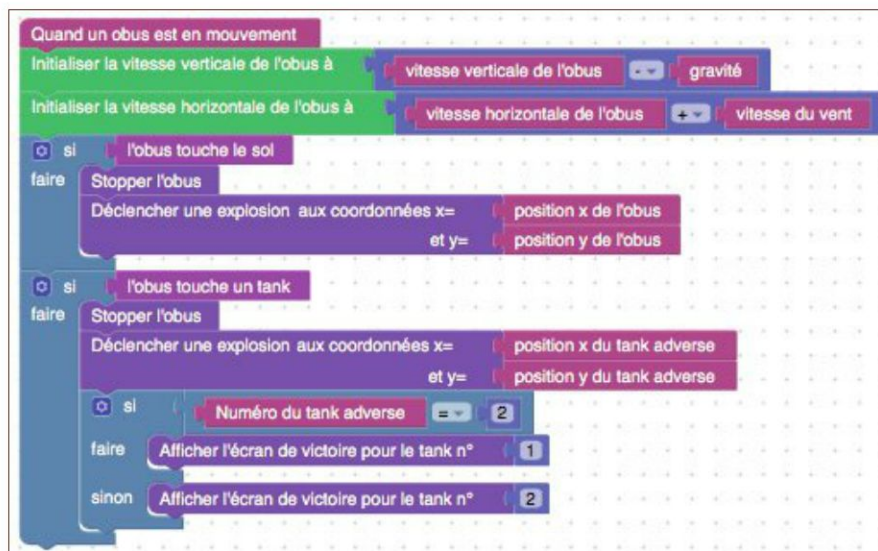 Quand un obus est en mouvement
Initialiser la vitesse verticale de l'obus à vitesse verticale de l'obus - gravité
Initialiser la vitesse horizontale de l'obus à vitesse horizontale de l'obus + vitesse du vent
si l'obus touche le sol
faire Stopper l'obus
Déclencher une explosion aux coordonnées x= position x de l'obus
et y= position y de l'obus
si l'obus touche un tank
faire Stopper l'obus
Déclencher une explosion aux coordonnées x= position x du tank adverse
et y= position y du tank adverse
si Numéro du tank adverse = 2
faire Afficher l'écran de victoire pour le tank n° 1
sinon Afficher l'écran de victoire pour le tank n° 2